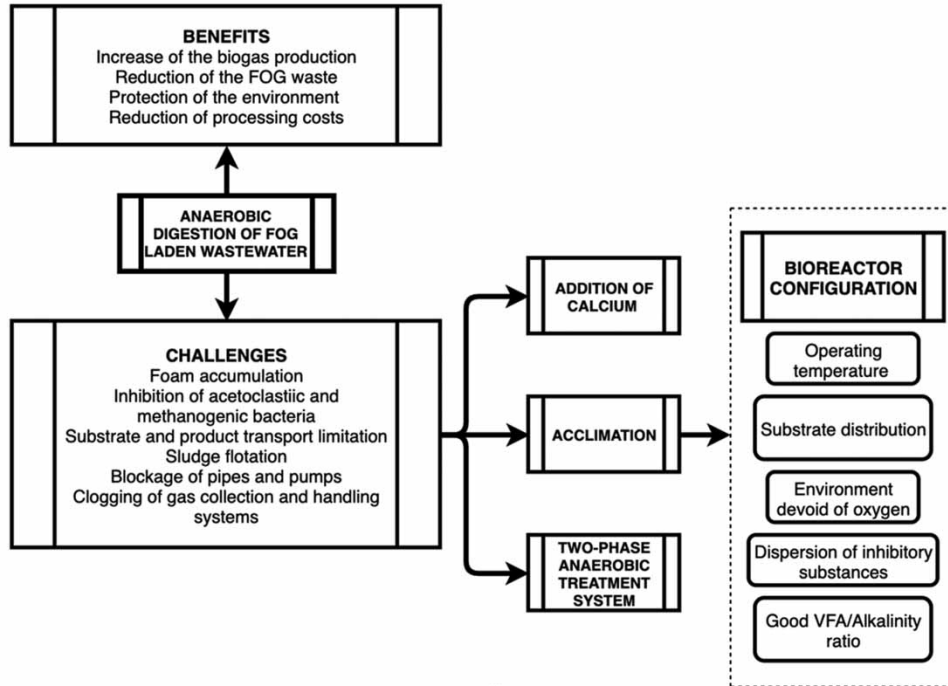 BENEFITS
Increase of the biogas production
Reduction of the FOG waste
Protection of the environment
Reduction of processing costs
ANAEROBIC
DIGESTION OF FOG
LADEN WASTEWATER
CHALLENGES
Foam accumulation
Inhibition of acetoclastiic and
methanogenic bacteria
Substrate and product transport limitation
Sludge flotation
Blockage of pipes and pumps
Clogging of gas collection and handling
systems
ADDITION OF
CALCIUM
ACCLIMATION
TWO-PHASE
ANAEROBIC
TREATMENT
SYSTEM
BIOREACTOR
CONFIGURATION
Operating
temperature
Substrate distribution
Environment
devoid of oxygen
Dispersion of inhibitory
substances
Good VFA/Alkalinity
ratio